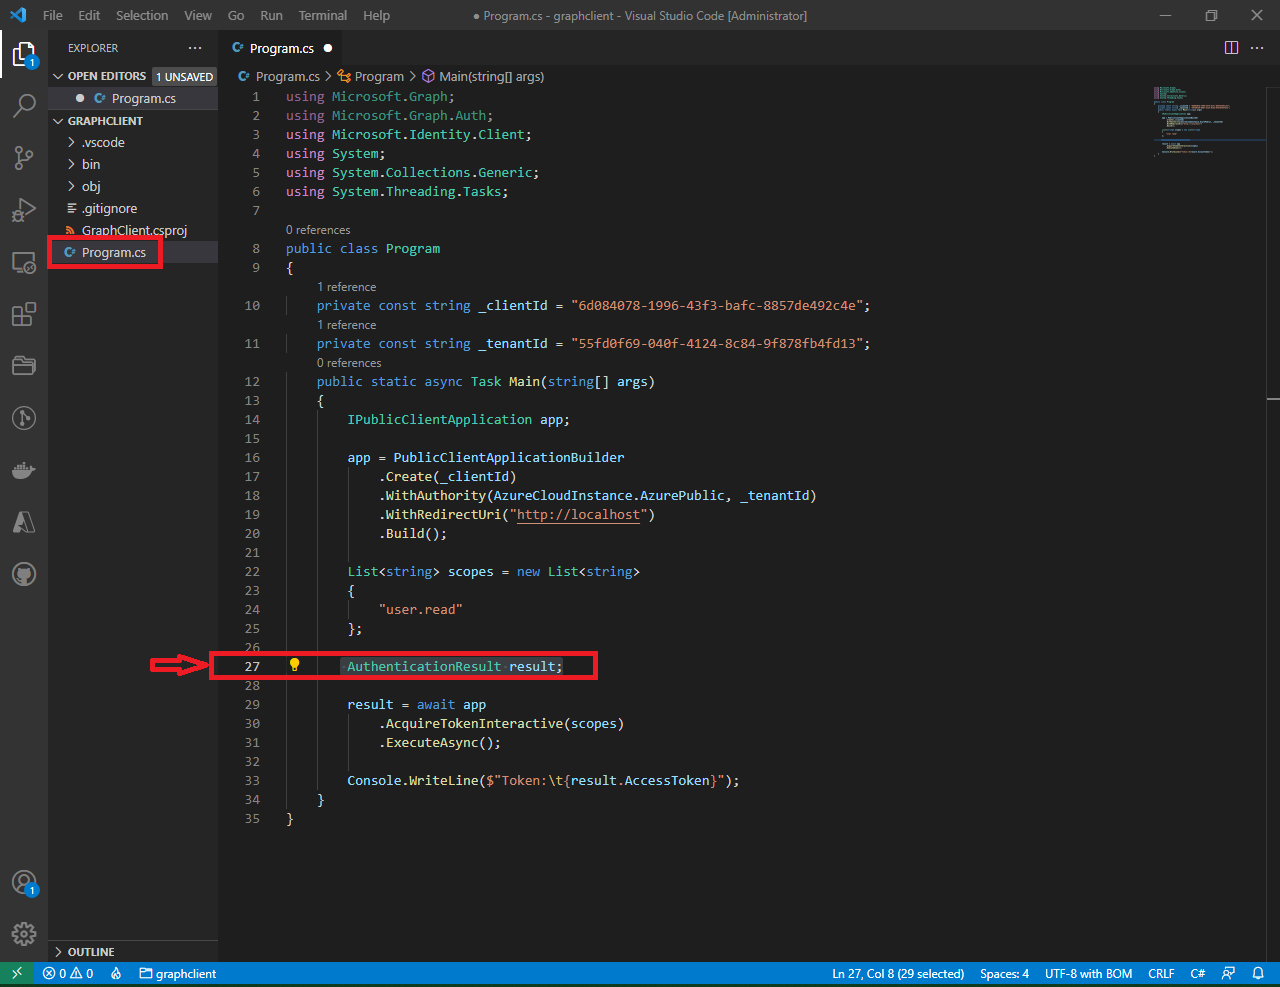 File Edit Selection View Go Run Terminal Help
● Program.cs - graphclient - Visual Studio Code [Administrator]
EXPLORER
OPEN EDITORS 1 UNSAVED
Program.cs
GRAPHCLIENT
.vscode
bin
obj
.gitignore
GraphClient.csproj
Program.cs
OUTLINE
1
1
Program.cs ●
Program.cs > Program > Main(string[] args)
1 using Microsoft.Graph;
2 using Microsoft.Graph.Auth;
3 using Microsoft.Identity.Client;
4 using System;
5 using System.Collections.Generic;
6 using System.Threading.Tasks;
7
0 references
8 public class Program
9 {
1 reference
10 private const string _clientId = "6d084078-1996-43f3-bafc-8857de492c4e";
1 reference
11 private const string _tenantId = "55fd0f69-040f-4124-8c84-9f878fb4fd13";
0 references
12 public static async Task Main(string[] args)
13 {
14 IPublicClientApplication app;
15
16 app = PublicClientApplicationBuilder
17 .Create(_clientId)
18 .WithAuthority(AzureCloudInstance.AzurePublic, _tenantId)
19 .WithRedirectUri("http://localhost")
20 .Build();
21
22 List<string> scopes = new List<string>
23 {
24 "user.read"
25 };
26
27 AuthenticationResult result;
28
29 result = await app
30 .AcquireTokenInteractive(scopes)
31 .ExecuteAsync();
32
33 Console.WriteLine($"Token:\t{result.AccessToken}");
34 }
35 }
0 0 graphclient Ln 27, Col 8 (29 selected) Spaces: 4 UTF-8 with BOM CRLF C#